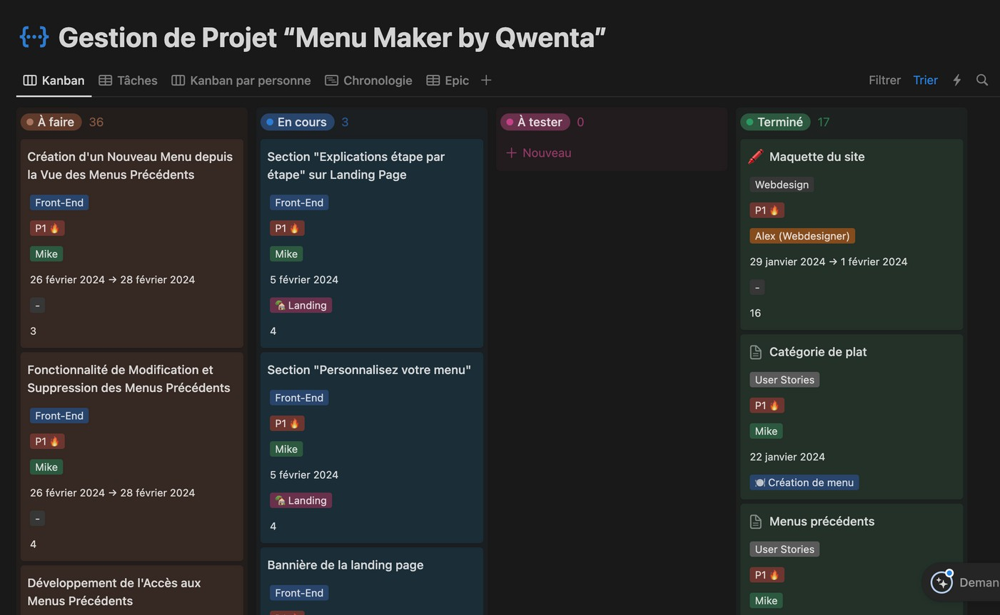 Gestion de Projet “Menu Maker by Qwenta”
Kanban
Tâches
Kanban par personne
Chronologie
Epic
Filtrer
Trier
À faire 36
Création d'un Nouveau Menu depuis
la Vue des Menus Précédents
Front-End
P1 🔥
Mike
26 février 2024 → 28 février 2024
-
3
Fonctionnalité de Modification et
Suppression des Menus Précédents
Front-End
P1 🔥
Mike
26 février 2024 → 28 février 2024
-
4
Développement de l'Accès aux
Menus Précédents
En cours 3
Section "Explications étape par
étape" sur Landing Page
Front-End
P1 🔥
Mike
5 février 2024
🏡 Landing
4
Section "Personnalisez votre menu"
Front-End
P1 🔥
Mike
5 février 2024
🏡 Landing
4
Bannière de la landing page
Front-End
À tester 0
+ Nouveau
Terminé 17
Maquette du site
Webdesign
P1 🔥
Alex (Webdesigner)
29 janvier 2024 → 1 février 2024
-
16
Catégorie de plat
User Stories
P1 🔥
Mike
22 janvier 2024
🍽️ Création de menu
Menus précédents
User Stories
P1 🔥
Mike
Deman